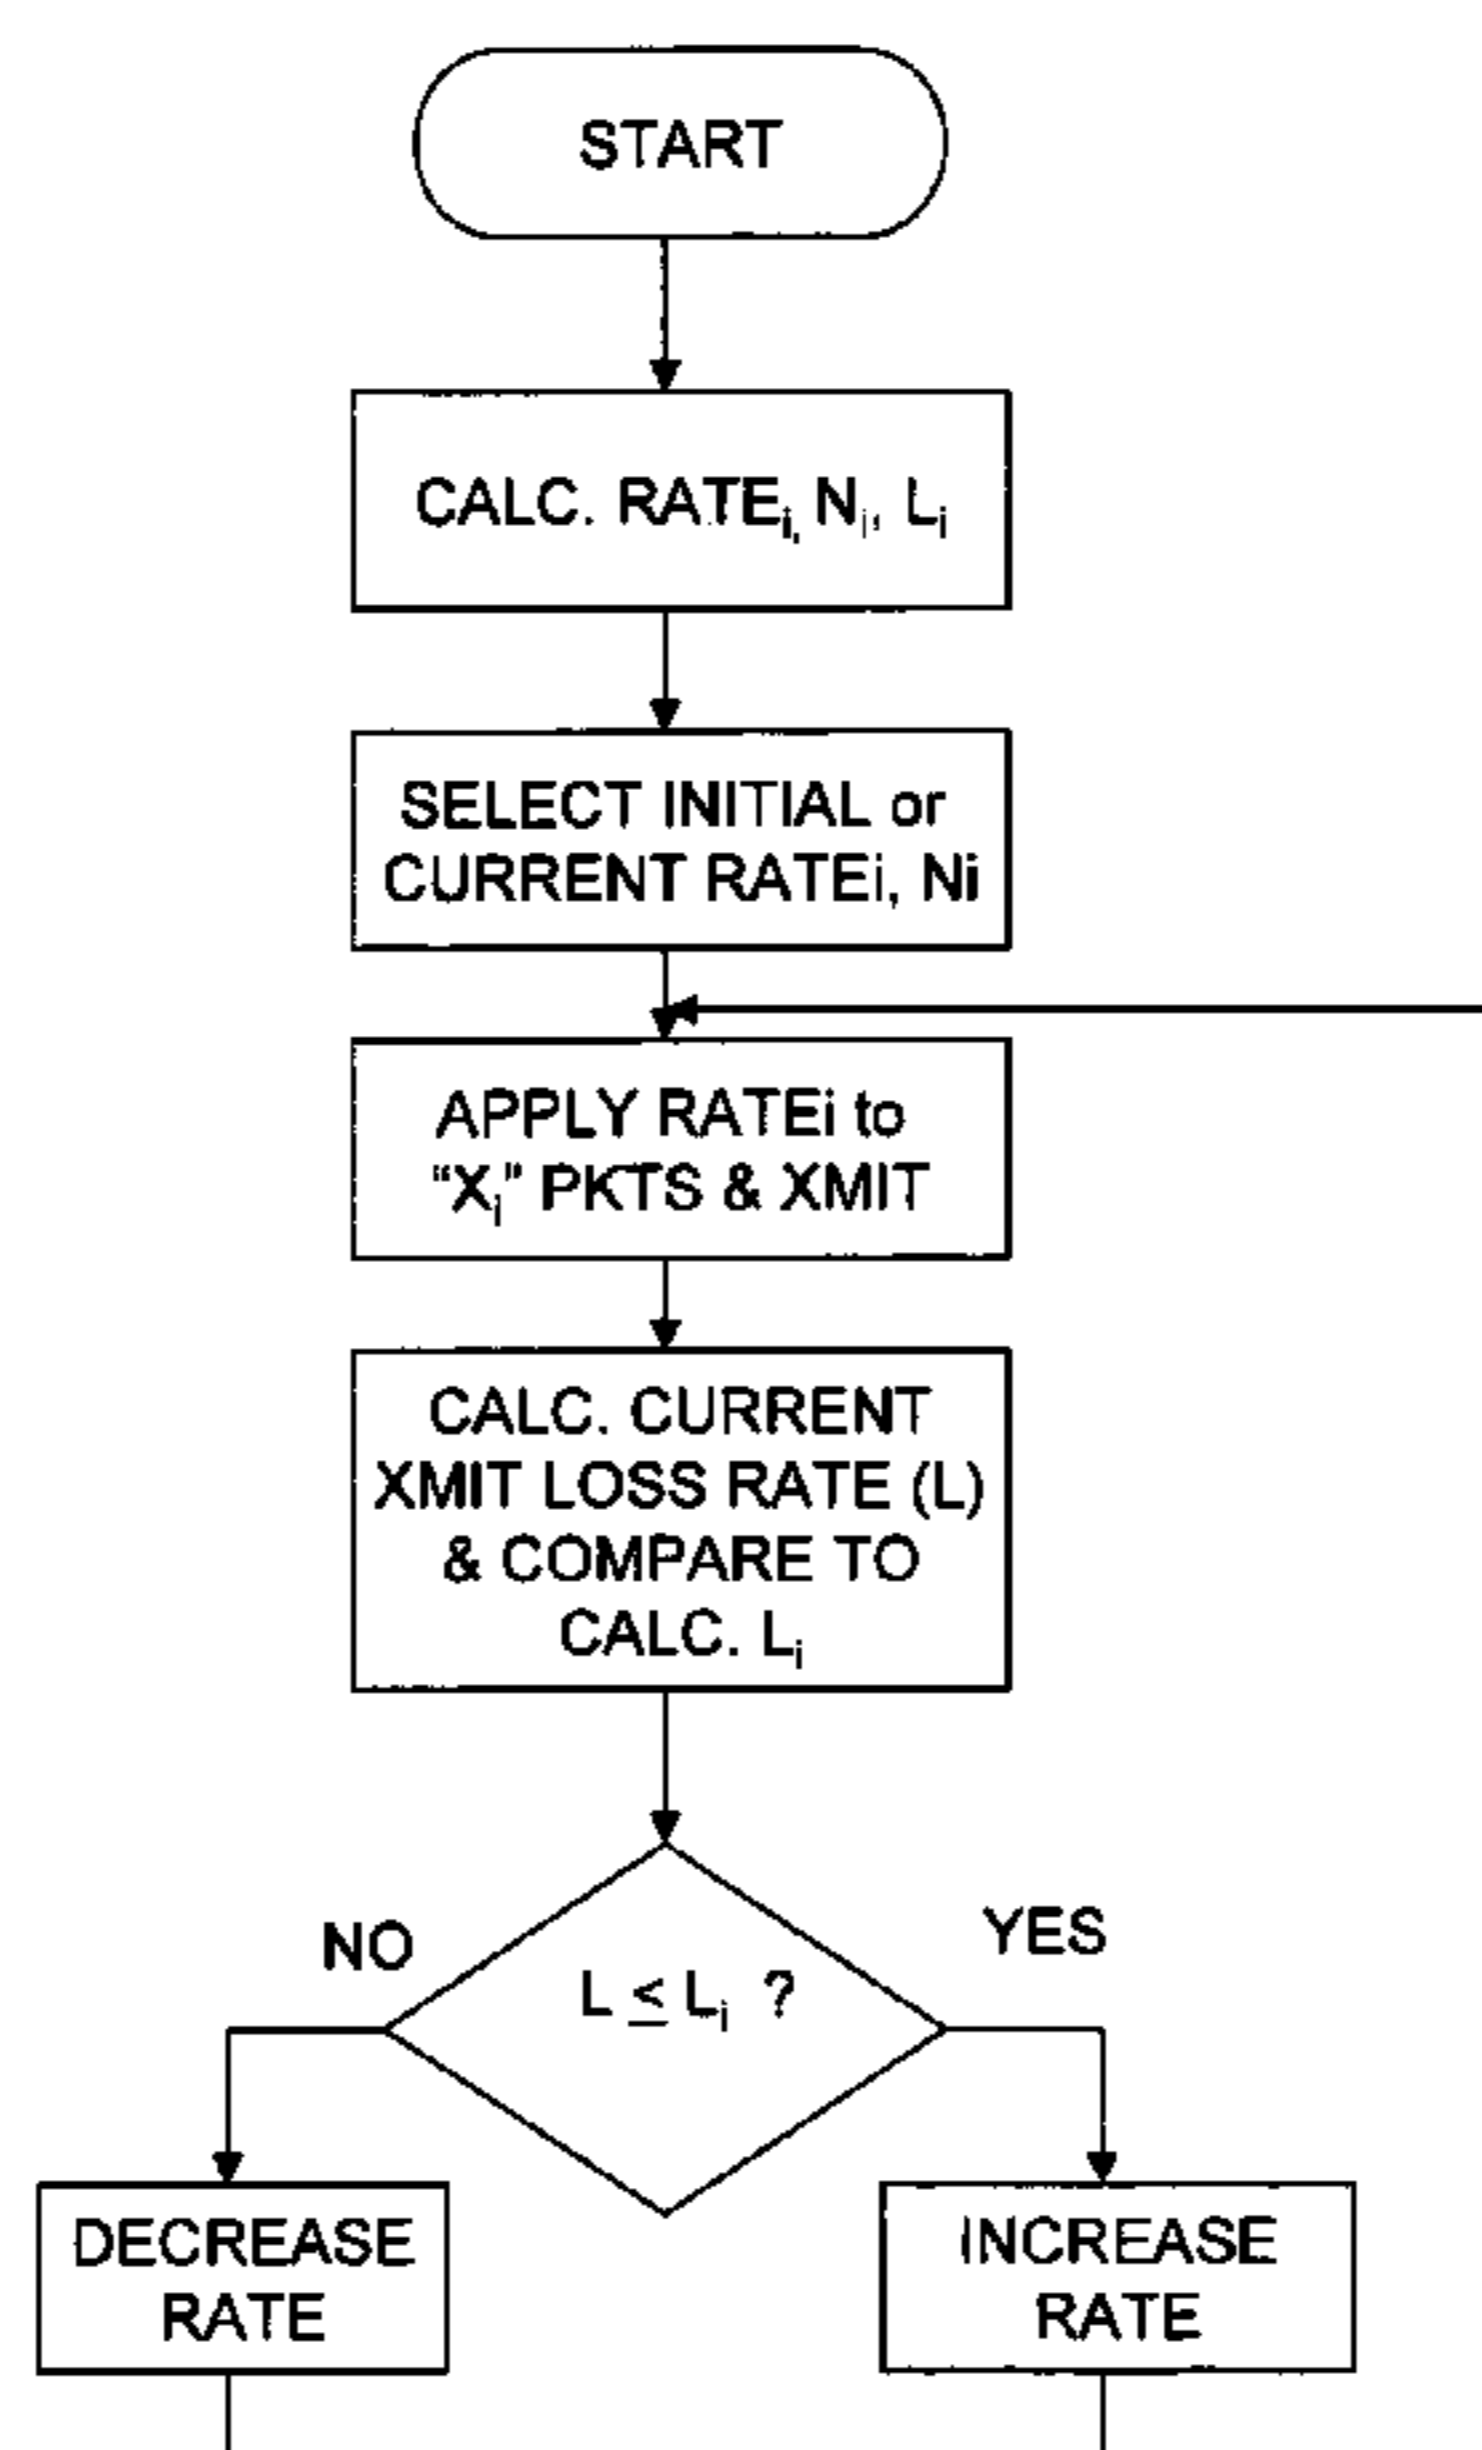 START
CALC. RATEi, Ni, Li
SELECT INITIAL or
CURRENT RATEi, Ni
APPLY RATEi to
“Xi” PKTS & XMIT
CALC. CURRENT
XMIT LOSS RATE (L)
& COMPARE TO
CALC. Li
NO
YES
L ≤ Li ?
DECREASE
RATE
INCREASE
RATE